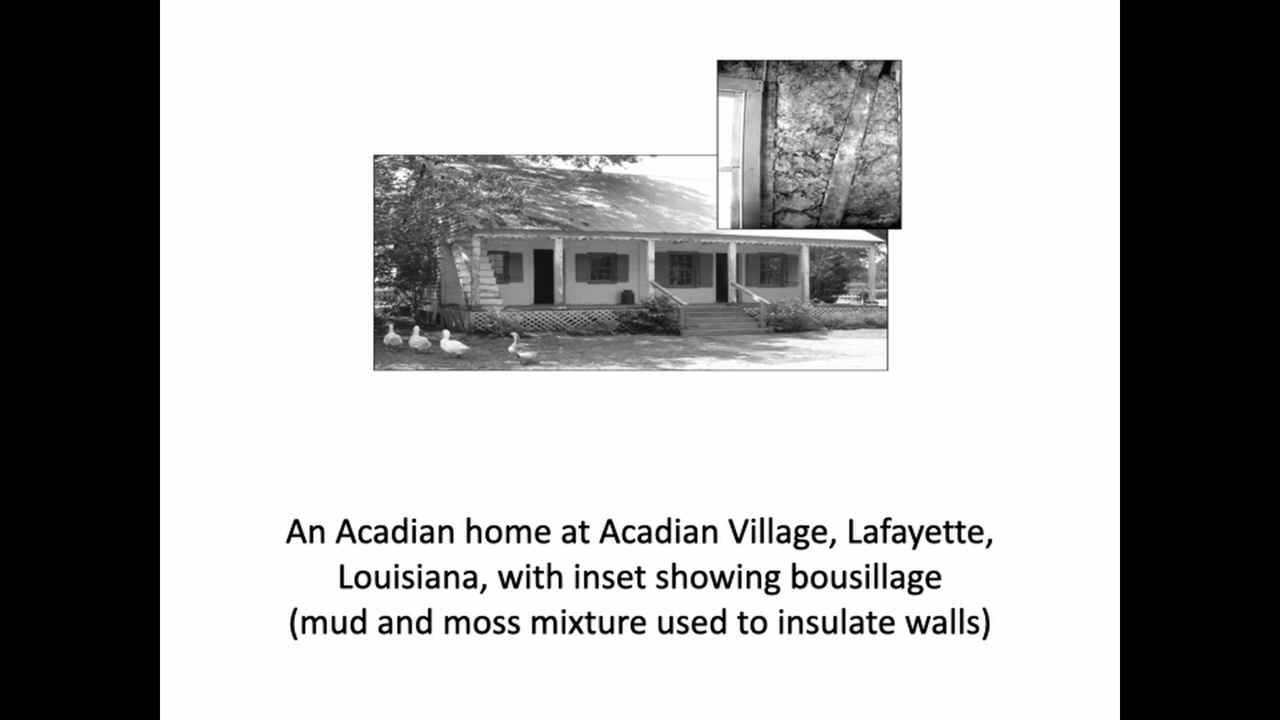 An Acadian home at Acadian Village, Lafayette,
Louisiana, with inset showing bousillage
(mud and moss mixture used to insulate walls)